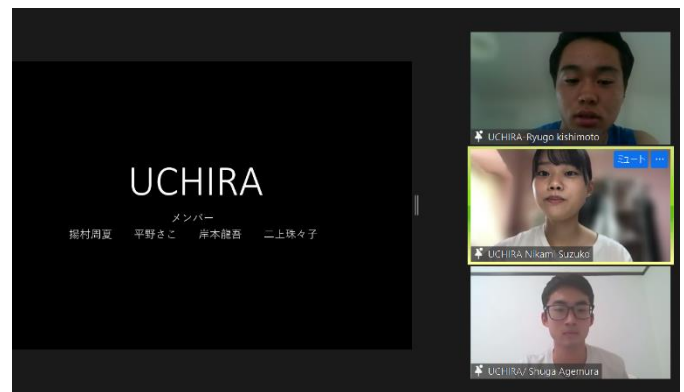 UCHIRA
メンバー
揚村周夏 平野さこ 岸本龍吾 二上珠々子
UCHIRA-Ryugo kishimoto
ミュート ...
UCHIRA Nikami Suzuko
UCHIRA/ Shuga Agemura